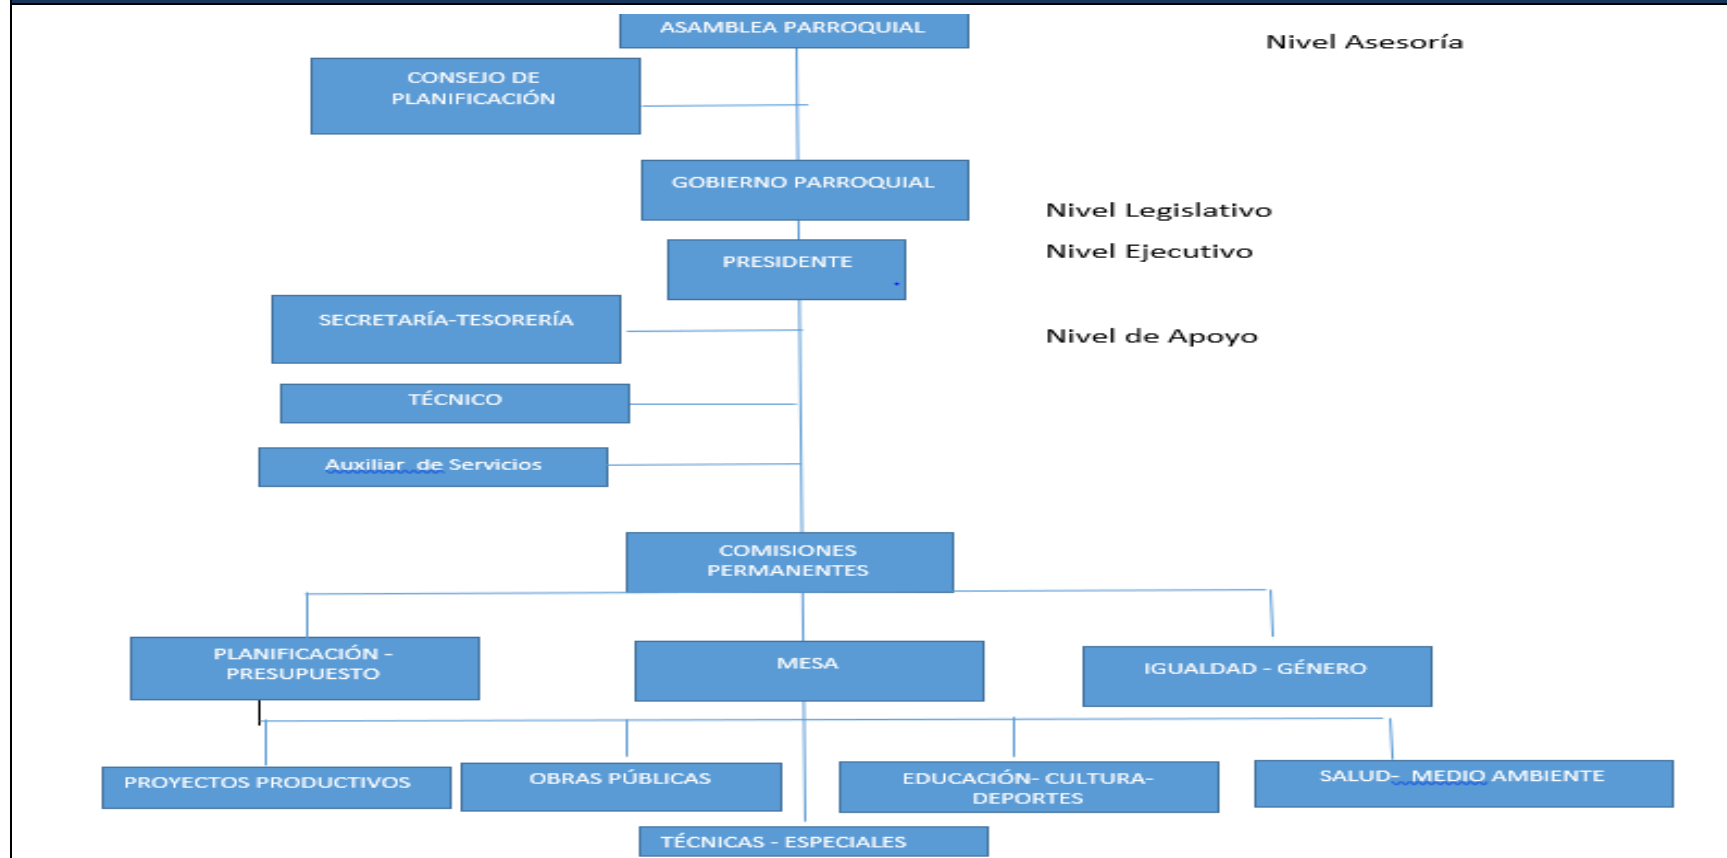 ASAMBLEA PARROQUIAL
Nivel Asesoría
CONSEJO DE
PLANIFICACIÓN
GOBIERNO PARROQUIAL
Nivel Legislativo
Nivel Ejecutivo
PRESIDENTE
SECRETARÍA-TESORERÍA
Nivel de Apoyo
TÉCNICO
Auxiliar de Servicios
COMISIONES
PERMANENTES
PLANIFICACIÓN -
PRESUPUESTO
MESA
IGUALDAD - GÉNERO
PROYECTOS PRODUCTIVOS
OBRAS PÚBLICAS
EDUCACIÓN- CULTURA-
DEPORTES
SALUD- MEDIO AMBIENTE
TÉCNICAS - ESPECIALES